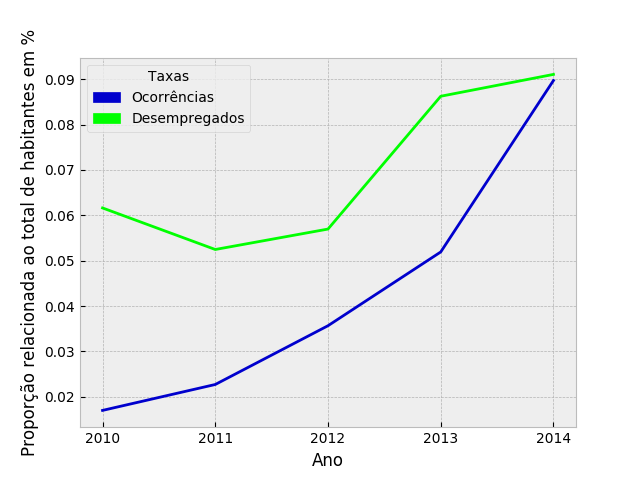 Proporção relacionada ao total de habitantes em %
0.09
0.08
0.07
0.06
0.05
0.04
0.03
0.02
Taxas
Ocorrências
Desempregados
2010 2011 2012 2013 2014
Ano